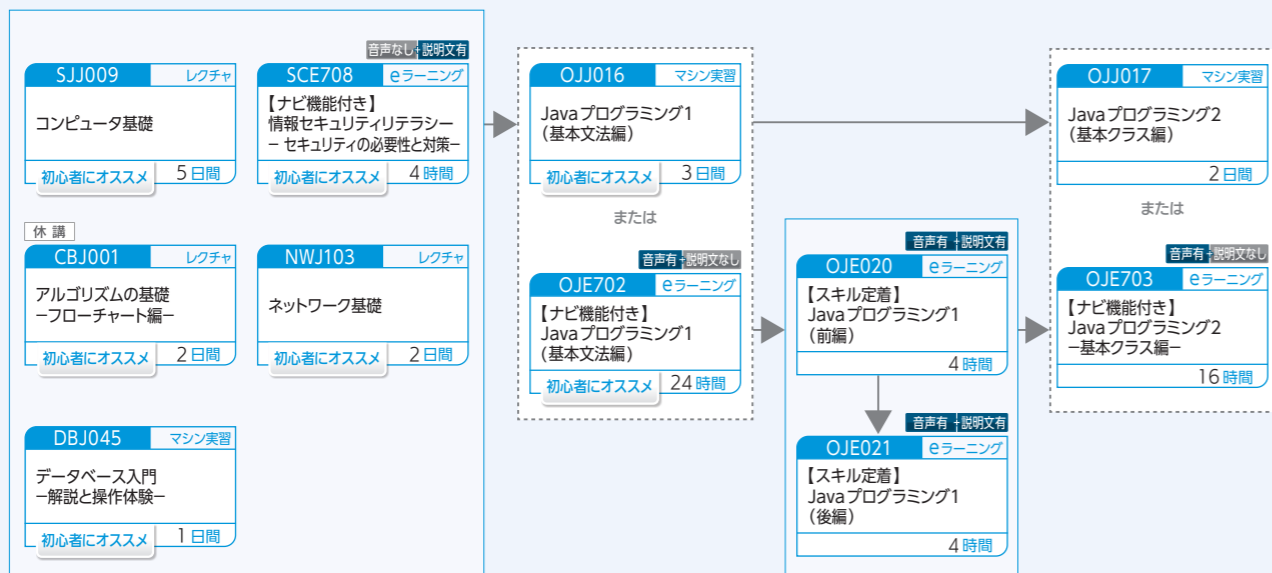 SJJ009 レクチャ
コンピュータ基礎
初心者にオススメ 5日間
音声なし+説明文有
SCE708 eラーニング
【ナビ機能付き】
情報セキュリティリテラシー
− セキュリティの必要性と対策−
初心者にオススメ 4時間
休 講
CBJ001 レクチャ
アルゴリズムの基礎
−フローチャート編−
初心者にオススメ 2日間
NWJ103 レクチャ
ネットワーク基礎
初心者にオススメ 2日間
DBJ045 マシン実習
データベース入門
−解説と操作体験−
初心者にオススメ 1日間
OJJ016 マシン実習
Javaプログラミング1
（基本文法編）
初心者にオススメ 3日間
または
音声有+説明文なし
OJE702 eラーニング
【ナビ機能付き】
Javaプログラミング1
（基本文法編）
初心者にオススメ 24時間
音声有+説明文有
OJE020 eラーニング
【スキル定着】
Javaプログラミング1
（前編）
4時間
音声有+説明文有
OJE021 eラーニング
【スキル定着】
Javaプログラミング1
（後編）
4時間
OJJ017 マシン実習
Javaプログラミング2
（基本クラス編）
2日間
または
音声有+説明文なし
OJE703 eラーニング
【ナビ機能付き】
Javaプログラミング2
−基本クラス編−
16時間